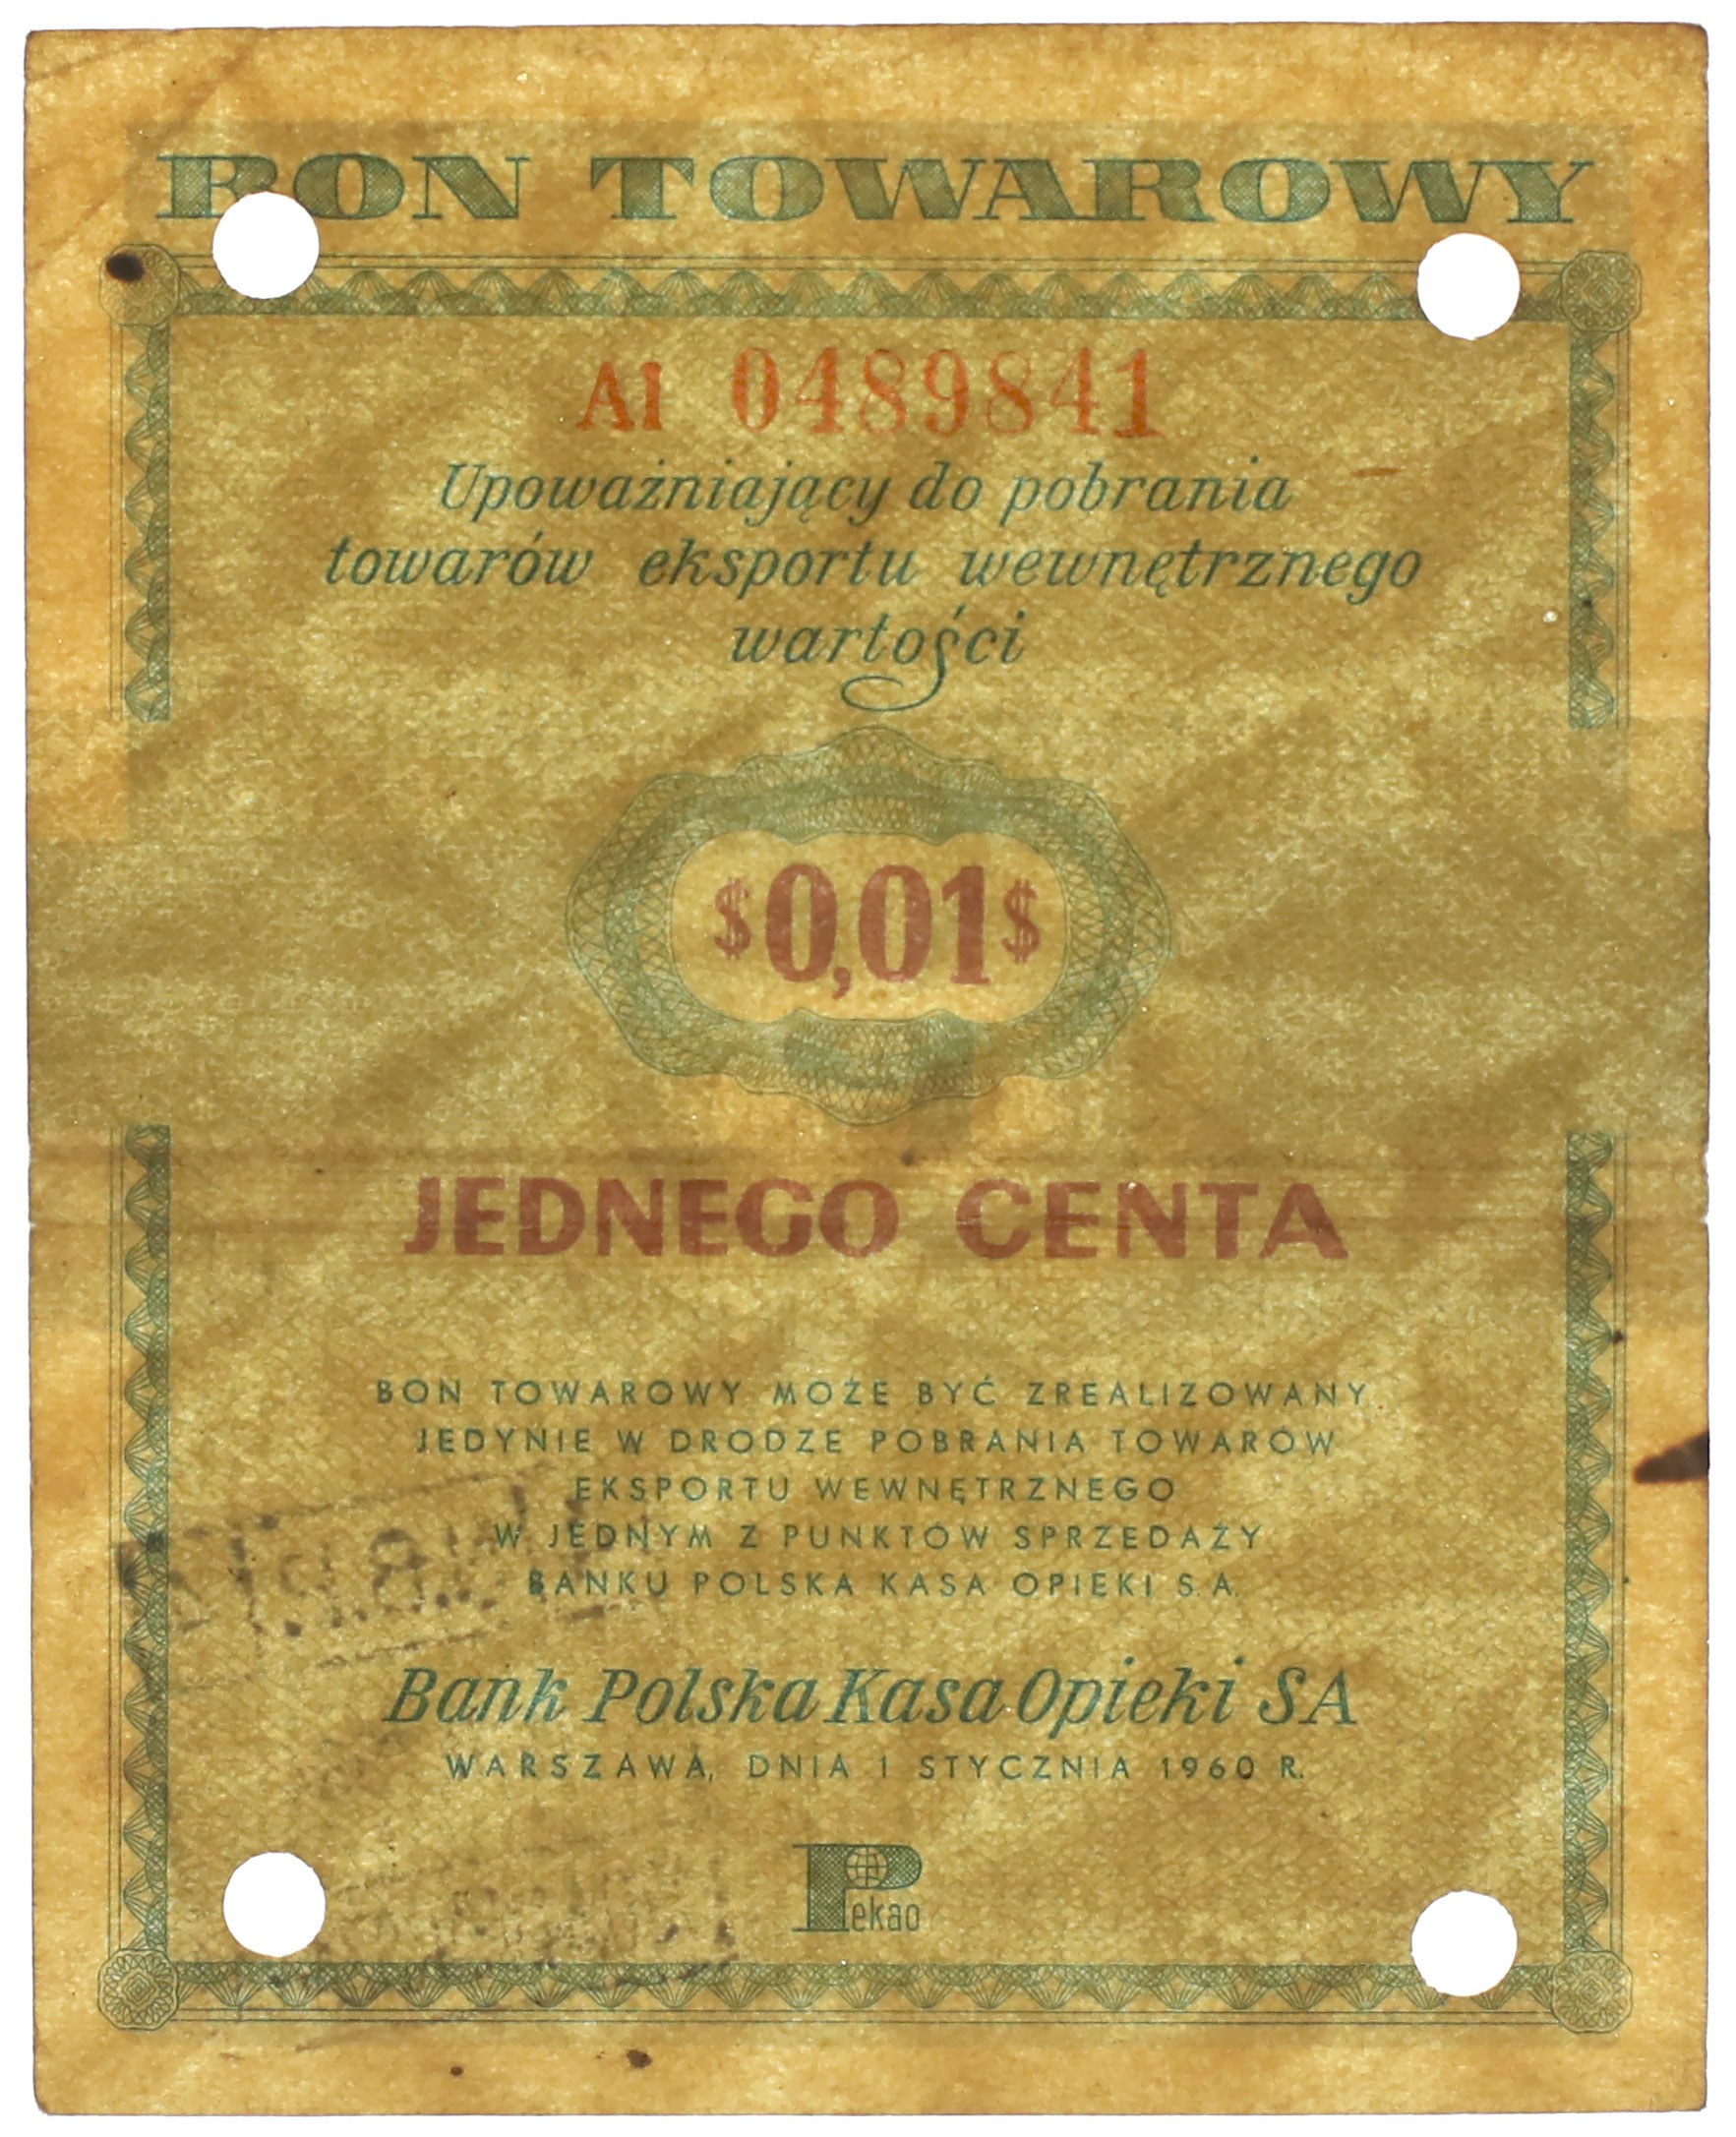 BON TOWAROWY
Al 0489841
Upoważniający do pobrania
towarów eksportu wewnętrznego
wartości
$0,01$
JEDNEGO CENTA
BON TOWAROWY MOŻE BYĆ ZREALIZOWANY
JEDYNIE W DRODZE POBRANIA TOWARÓW
EKSPORTU WEWNĘTRZNEGO
W JEDNYM Z PUNKTÓW SPRZEDAŻY
BANKU POLSKA KASA OPIEKI S.A.
Bank Polska Kasa Opieki SA
WARSZAWA, DNIA 1 STYCZNIA 1960 R.
Pekao